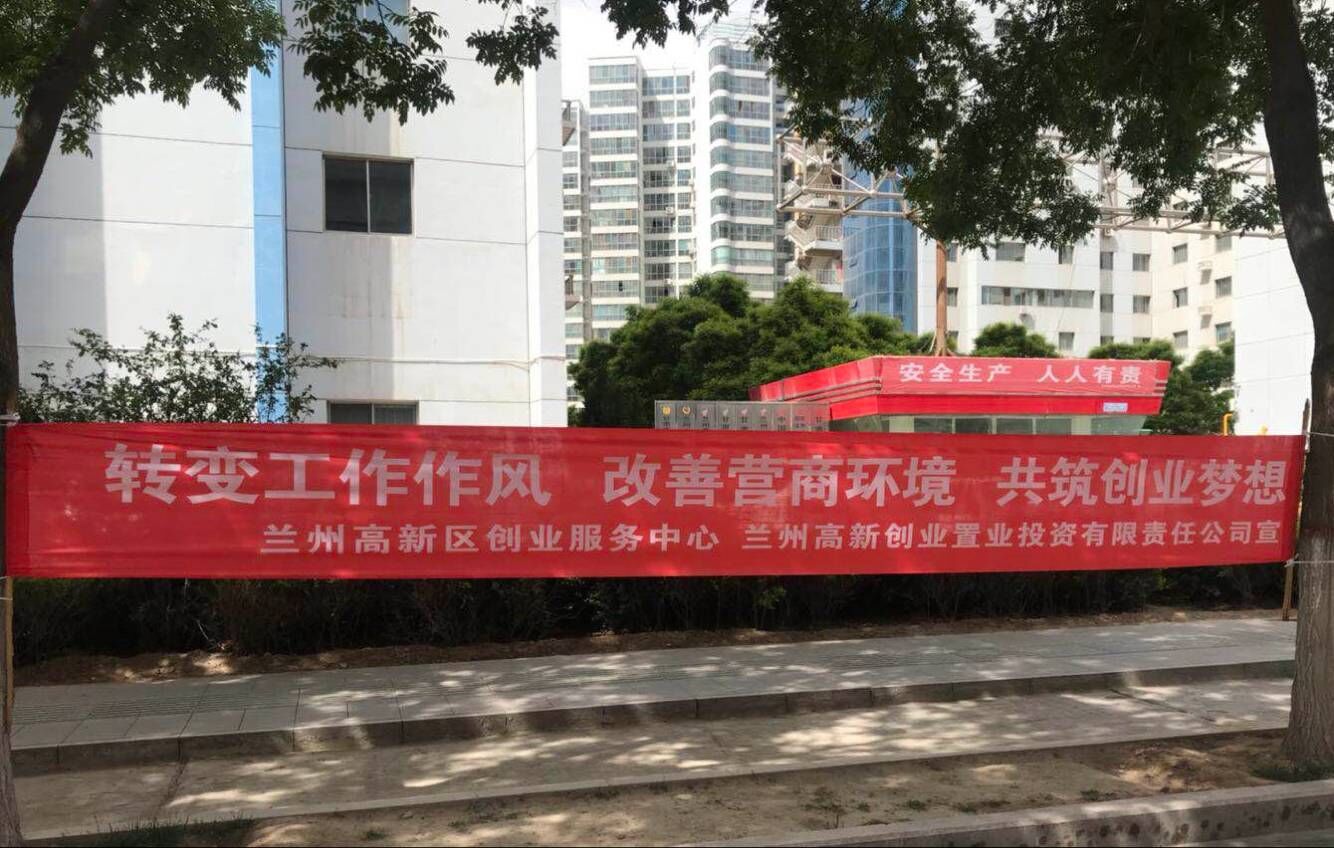 安全生产 人人有责
转变工作作风 改善营商环境 共筑创业梦想
兰州高新区创业服务中心 兰州高新创业置业投资有限责任公司宣